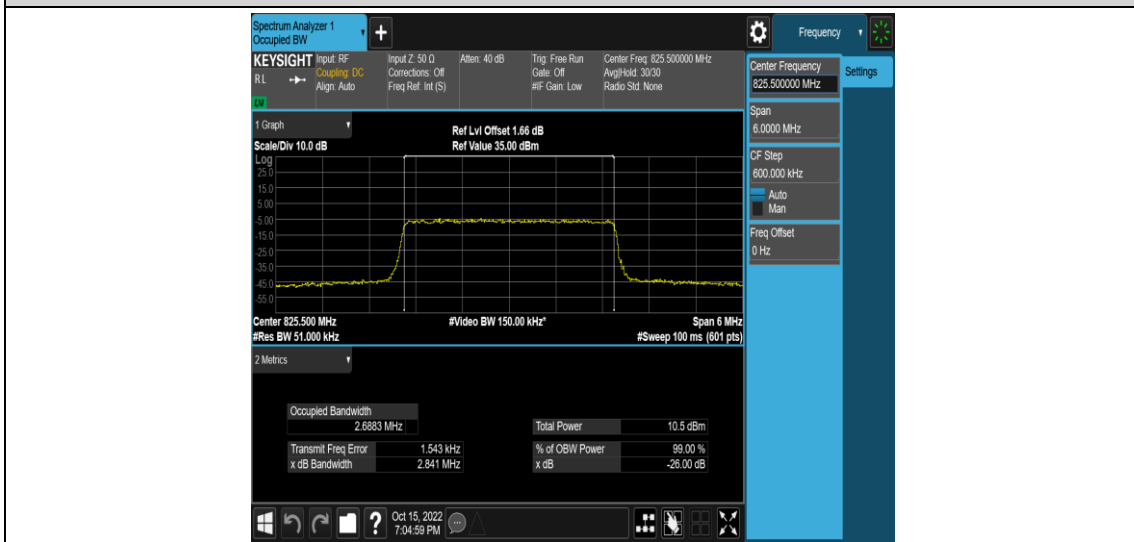 Spectrum Analyzer 1
Occupied BW
+
Frequency
KEYSIGHT
RL
Input: RF
Coupling: DC
Align: Auto
Input Z: 50 Ω
Corrections: Off
Freq Ref: Int (S)
Atten: 40 dB
Trig: Free Run
Gate: Off
#IF Gain: Low
Center Freq: 825.500000 MHz
Avg|Hold: 30/30
Radio Std: None
Center Frequency
825.500000 MHz
Settings
Span
6.0000 MHz
CF Step
600.000 kHz
Auto
Man
Freq Offset
0 Hz
1 Graph
Scale/Div 10.0 dB
Ref Lvl Offset 1.66 dB
Ref Value 35.00 dBm
Log
25.0
15.0
5.00
-5.00
-15.0
-25.0
-35.0
-45.0
-55.0
Center 825.500 MHz
#Video BW 150.00 kHz*
Span 6 MHz
#Res BW 51.000 kHz
#Sweep 100 ms (601 pts)
2 Metrics
Occupied Bandwidth
2.6883 MHz
Total Power 10.5 dBm
Transmit Freq Error 1.543 kHz
% of OBW Power 99.00 %
x dB Bandwidth 2.841 MHz
x dB -26.00 dB
?
Oct 15, 2022
7:04:59 PM